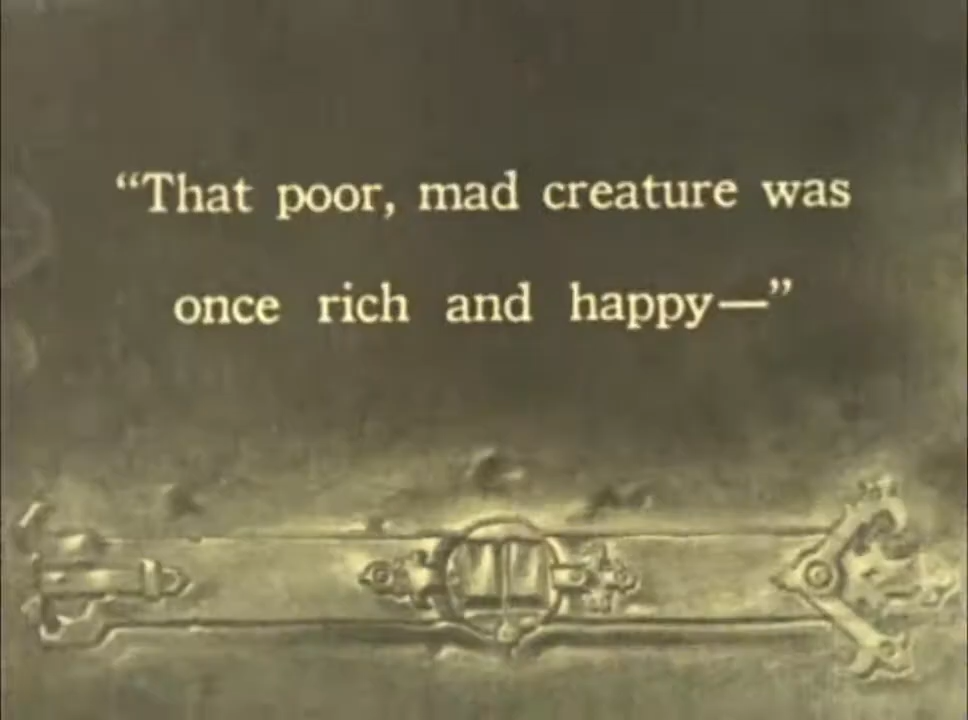 “That poor, mad creature was
once rich and happy—”